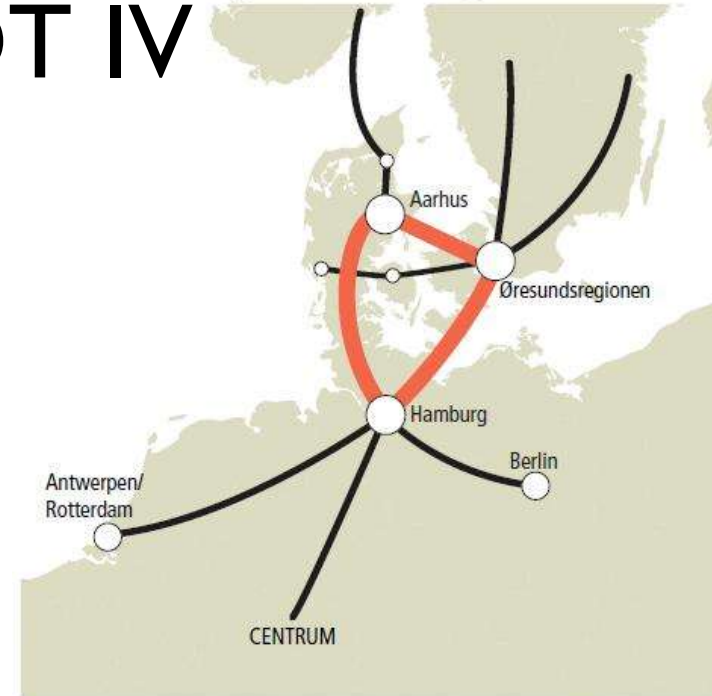 IV
Aarhus
Øresundsregionen
Hamburg
Berlin
Antwerpen/
Rotterdam
CENTRUM